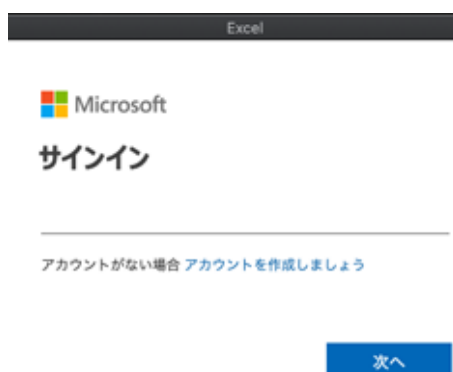 Excel
Microsoft
サインイン
アカウントがない場合 アカウントを作成しましょう
次へ